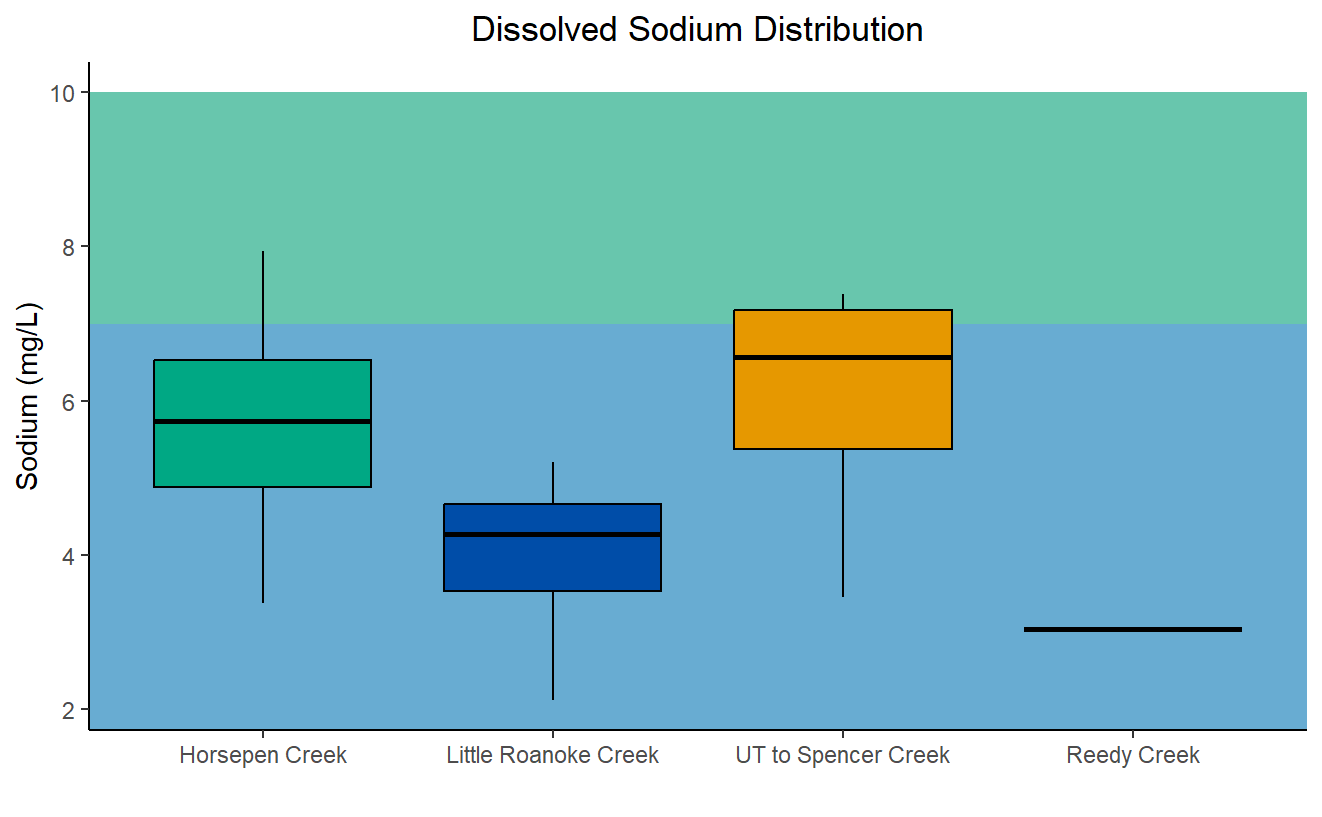 Dissolved Sodium Distribution
Sodium (mg/L)
10
8
6
4
2
Horsepen Creek
Little Roanoke Creek
UT to Spencer Creek
Reedy Creek